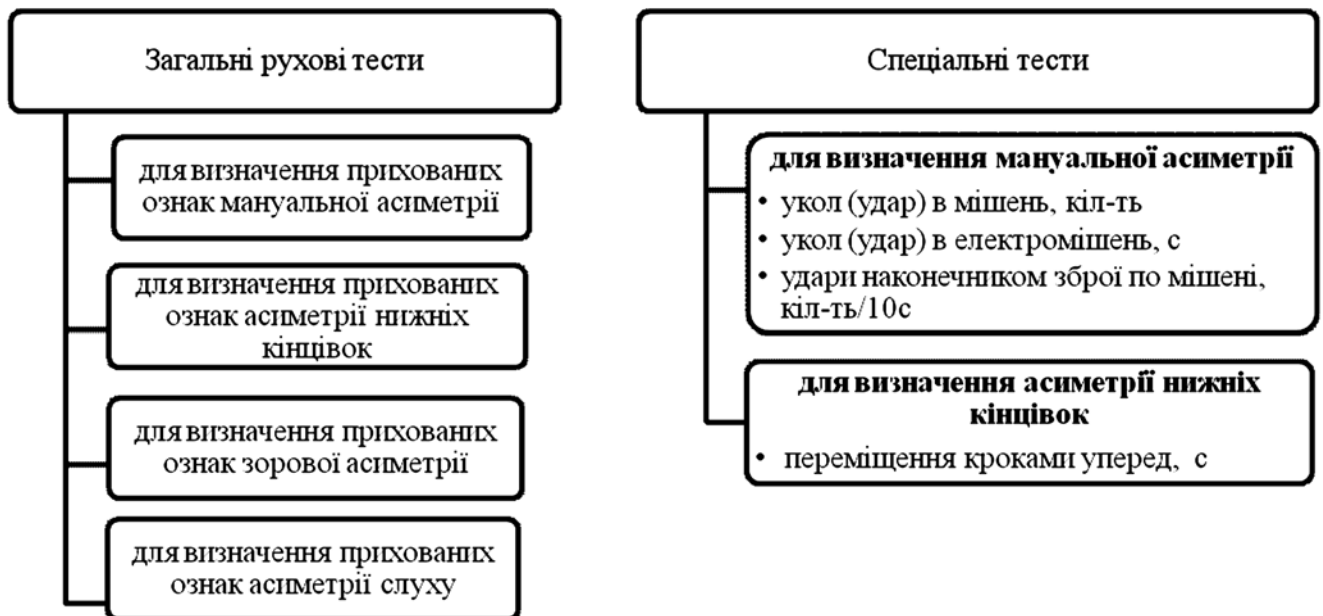 Загальні рухові тести
для визначення прихованих
ознак мануальної асиметрії
для визначення прихованих
ознак асиметрії нижніх
кінцівок
для визначення прихованих
ознак зорової асиметрії
для визначення прихованих
ознак асиметрії слуху
Спеціальні тести
для визначення мануальної асиметрії
• укол (удар) в мішень, кіл-ть
• укол (удар) в електромішень, с
• удари наконечником зброї по мішені,
кіл-ть/10с
для визначення асиметрії нижніх
кінцівок
• переміщення кроками уперед, с